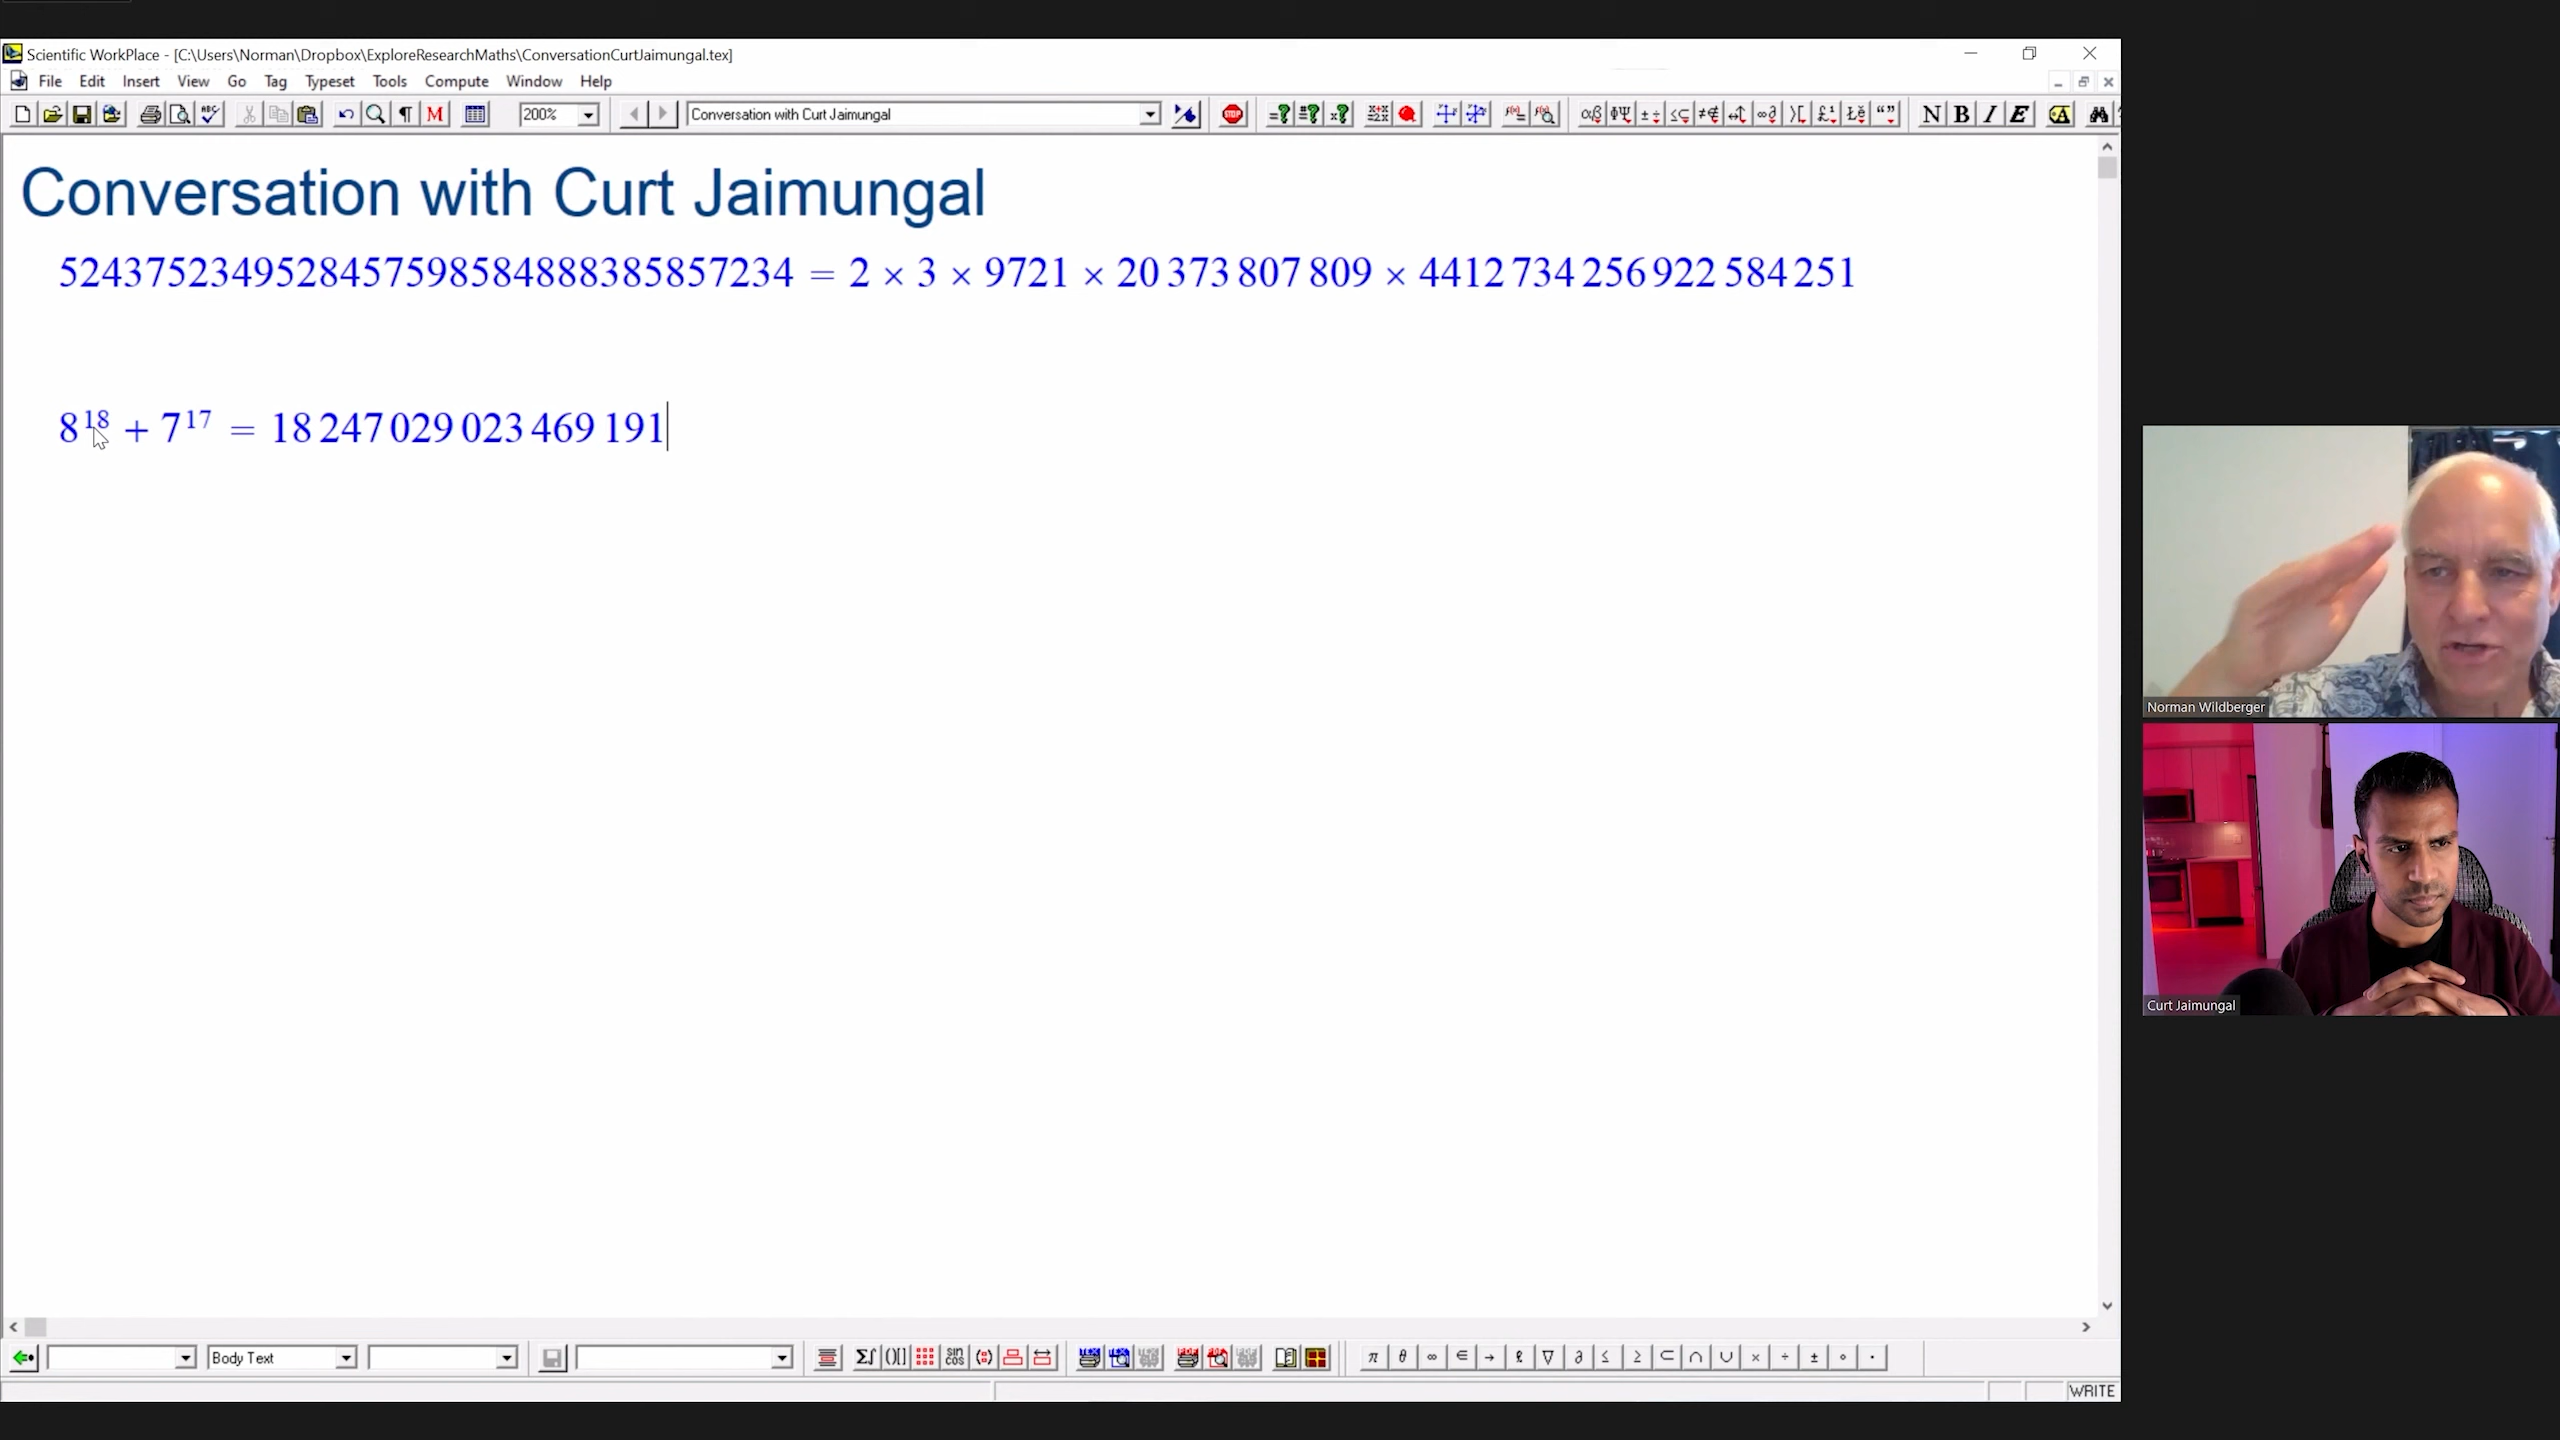 Scientific WorkPlace - [C:\Users\Norman\Dropbox\ExploreResearchMaths\ConversationCurtJaimungal.tex]
File Edit Insert View Go Tag Typeset Tools Compute Window Help
200% Conversation with Curt Jaimungal STOP N B I E
Conversation with Curt Jaimungal
5243752349528457598584888385857234 = 2 × 3 × 9721 × 20 373 807 809 × 4412 734 256 922 584 251
8^18 + 7^17 = 18 247 029 023 469 191
Norman Wildberger
Curt Jaimungal
Body Text π θ ∞ ∈ → ℓ ∇ ∂ ≤ ≥ ⊂ ∩ ∪ × ÷ ± ∘ ·
WRITE